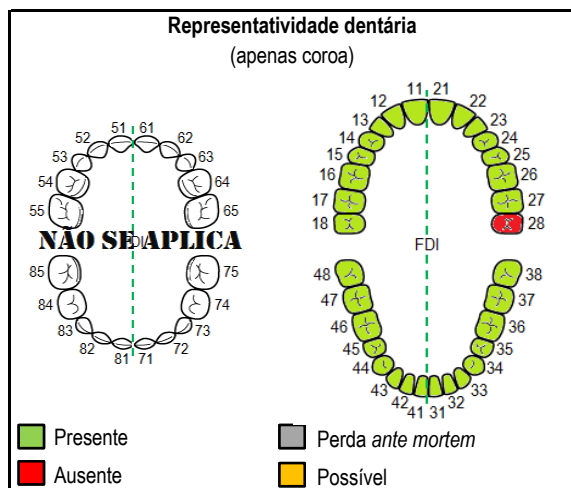 Representatividade dentária
(apenas coroa)
51 61
52 62
53 63
54 64
55 65
NÃO SE APLICA
FDI
85 75
84 74
83 73
82 72
81 71
11 21
12 22
13 23
14 24
15 25
16 26
17 27
18 28
FDI
48 38
47 37
46 36
45 35
44 34
43 33
42 32
41 31
Presente
Perda ante mortem
Ausente
Possível